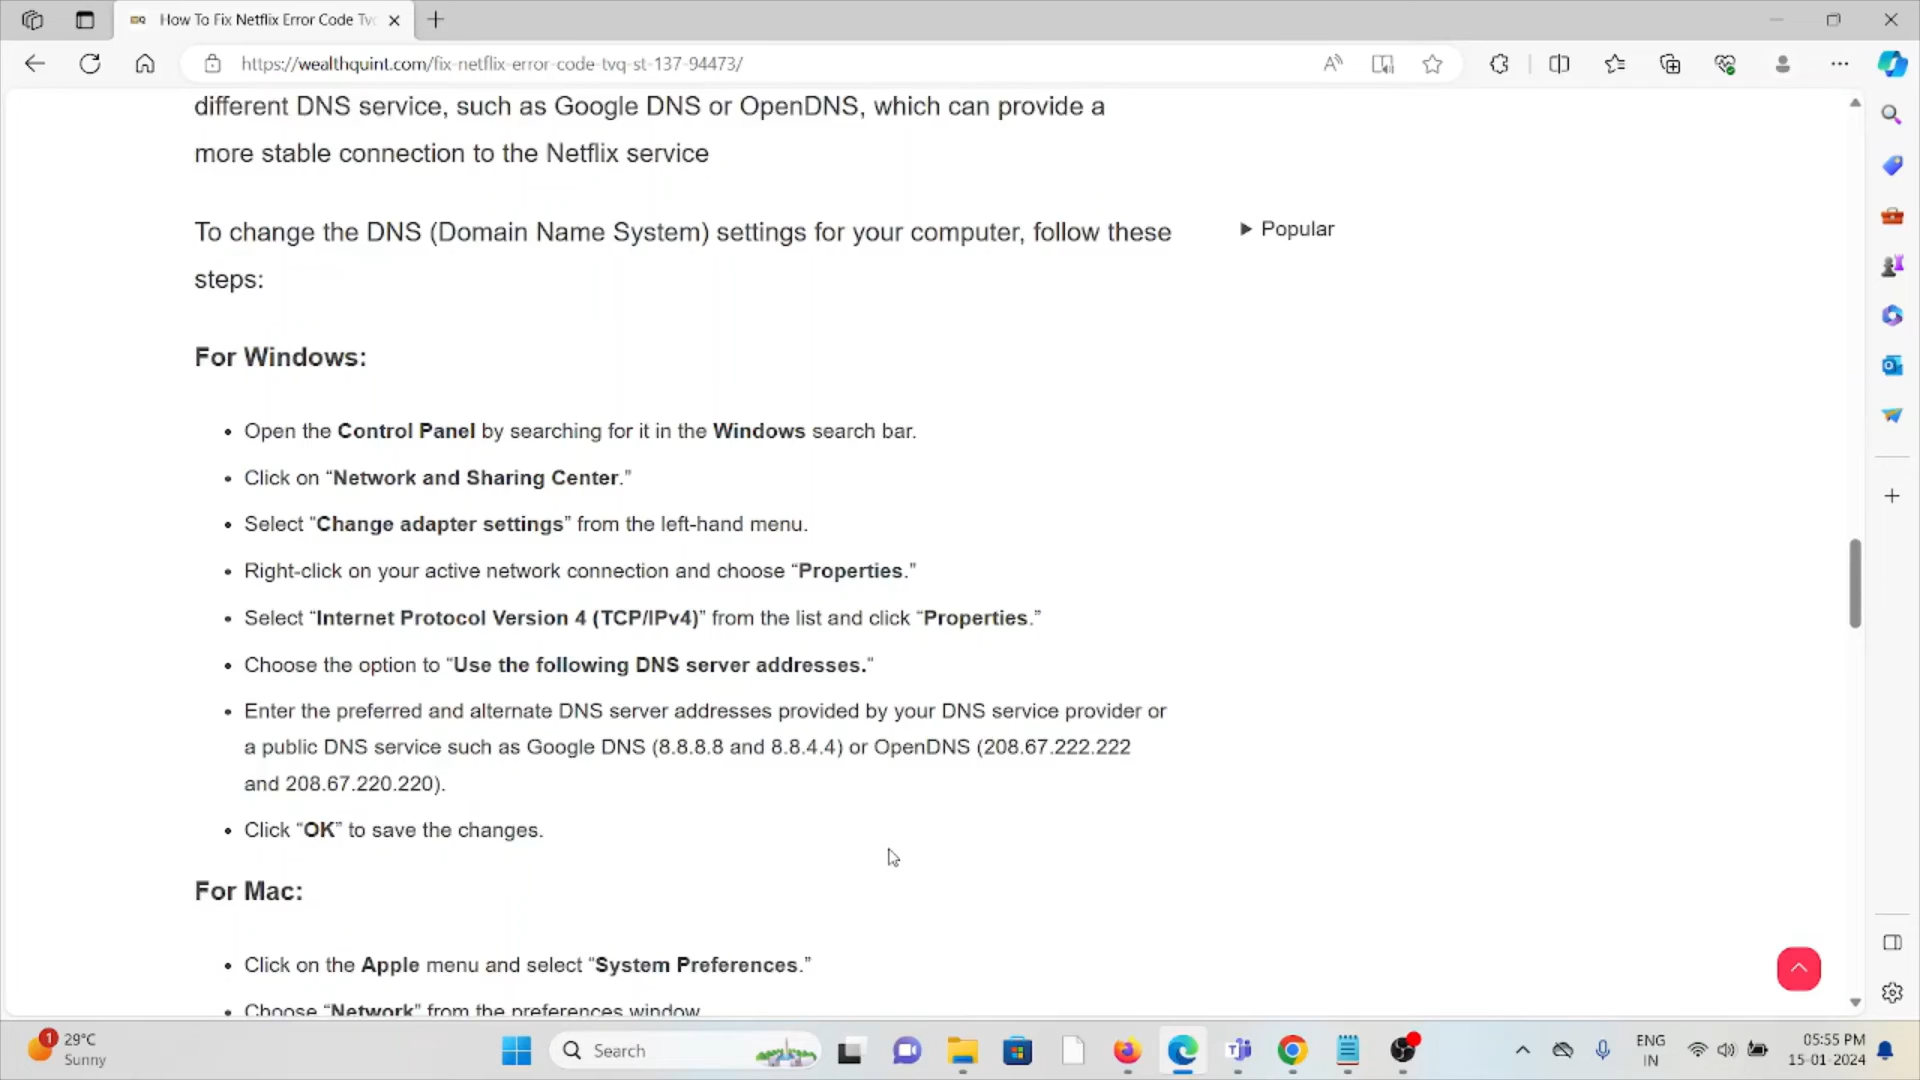 How To Fix Netflix Error Code Tv
https://wealthquint.com/fix-netflix-error-code-tvq-st-137-94473/
different DNS service, such as Google DNS or OpenDNS, which can provide a
more stable connection to the Netflix service
To change the DNS (Domain Name System) settings for your computer, follow these
steps:
▶ Popular
For Windows:
• Open the Control Panel by searching for it in the Windows search bar.
• Click on “Network and Sharing Center.”
• Select “Change adapter settings” from the left-hand menu.
• Right-click on your active network connection and choose “Properties.”
• Select “Internet Protocol Version 4 (TCP/IPv4)” from the list and click “Properties.”
• Choose the option to “Use the following DNS server addresses.“
• Enter the preferred and alternate DNS server addresses provided by your DNS service provider or
a public DNS service such as Google DNS (8.8.8.8 and 8.8.4.4) or OpenDNS (208.67.222.222
and 208.67.220.220).
• Click “OK” to save the changes.
For Mac:
• Click on the Apple menu and select “System Preferences.”
• Choose “Network” from the preferences window
1
29°C
Sunny
Search
ENG
IN
05:55 PM
15-01-2024